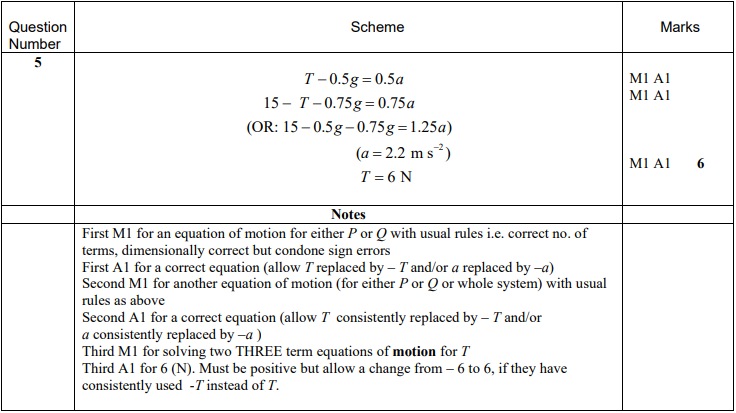 Question Number Scheme Marks
5
T − 0.5g = 0.5a M1 A1
15 − T − 0.75g = 0.75a M1 A1
(OR: 15 − 0.5g − 0.75g = 1.25a)
(a = 2.2 m s⁻²)
T = 6 N M1 A1 6
Notes
First M1 for an equation of motion for either P or Q with usual rules i.e. correct no. of
terms, dimensionally correct but condone sign errors
First A1 for a correct equation (allow T replaced by – T and/or a replaced by –a)
Second M1 for another equation of motion (for either P or Q or whole system) with usual
rules as above
Second A1 for a correct equation (allow T consistently replaced by – T and/or
a consistently replaced by –a )
Third M1 for solving two THREE term equations of motion for T
Third A1 for 6 (N). Must be positive but allow a change from – 6 to 6, if they have
consistently used -T instead of T.